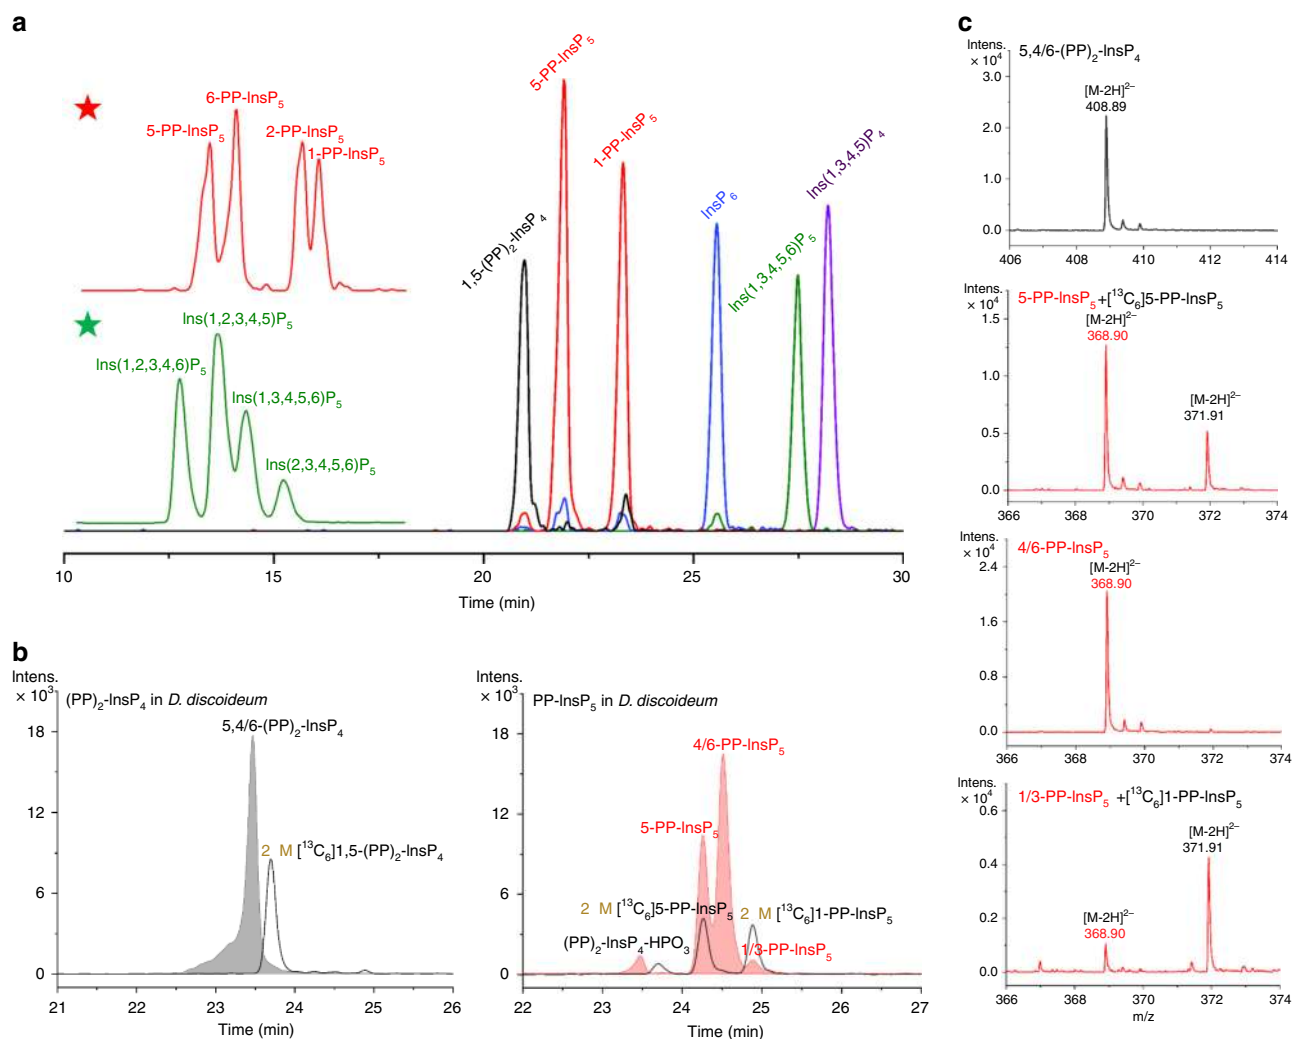 a
6-PP-InsP5
5-PP-InsP5
2-PP-InsP5
1-PP-InsP5
Ins(1,2,3,4,5)P5
Ins(1,2,3,4,6)P5
Ins(1,3,4,5,6)P5
Ins(2,3,4,5,6)P5
1,5-(PP)2-InsP4
5-PP-InsP5
1-PP-InsP5
InsP6
Ins(1,3,4,5,6)P5
Ins(1,3,4,5)P4
10 15 20 25 30
Time (min)
b
Intens.
× 10³
(PP)2-InsP4 in D. discoideum
5,4/6-(PP)2-InsP4
2 M [¹³C6]1,5-(PP)2-InsP4
18
12
6
0
21 22 23 24 25 26
Time (min)
Intens.
× 10³
PP-InsP5 in D. discoideum
4/6-PP-InsP5
5-PP-InsP5
2 M [¹³C6]5-PP-InsP5
2 M [¹³C6]1-PP-InsP5
(PP)2-InsP4-HPO3
1/3-PP-InsP5
18
12
6
0
22 23 24 25 26 27
Time (min)
c
Intens.
× 10⁴
5,4/6-(PP)2-InsP4
[M-2H]²⁻
408.89
3.0
2.0
1.0
0.0
406 408 410 412 414
Intens.
× 10⁴
5-PP-InsP5+[¹³C6]5-PP-InsP5
[M-2H]²⁻
368.90
[M-2H]²⁻
371.91
1.5
1.0
0.5
0.0
366 368 370 372 374
Intens.
× 10⁴
4/6-PP-InsP5
[M-2H]²⁻
368.90
2.4
1.6
0.8
0.0
366 368 370 372 374
Intens.
× 10⁴
1/3-PP-InsP5 +[¹³C6]1-PP-InsP5
[M-2H]²⁻
371.91
[M-2H]²⁻
368.90
0.6
0.4
0.2
0.0
366 368 370 372 374
m/z